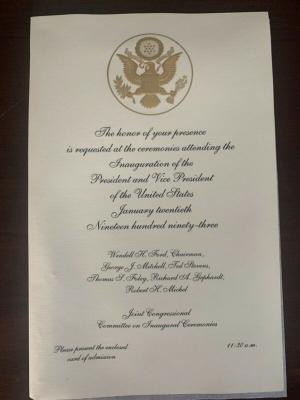 The honor of your presence
is requested at the ceremonies attending the
Inauguration of the
President and Vice President
of the United States
January twentieth
Nineteen hundred ninety-three
Wendell H. Ford, Chairman,
George J. Mitchell, Ted Stevens,
Thomas S. Foley, Richard A. Gephardt,
Robert H. Michel
Joint Congressional
Committee on Inaugural Ceremonies
Please present the enclosed
card of admission
11:30 a.m.